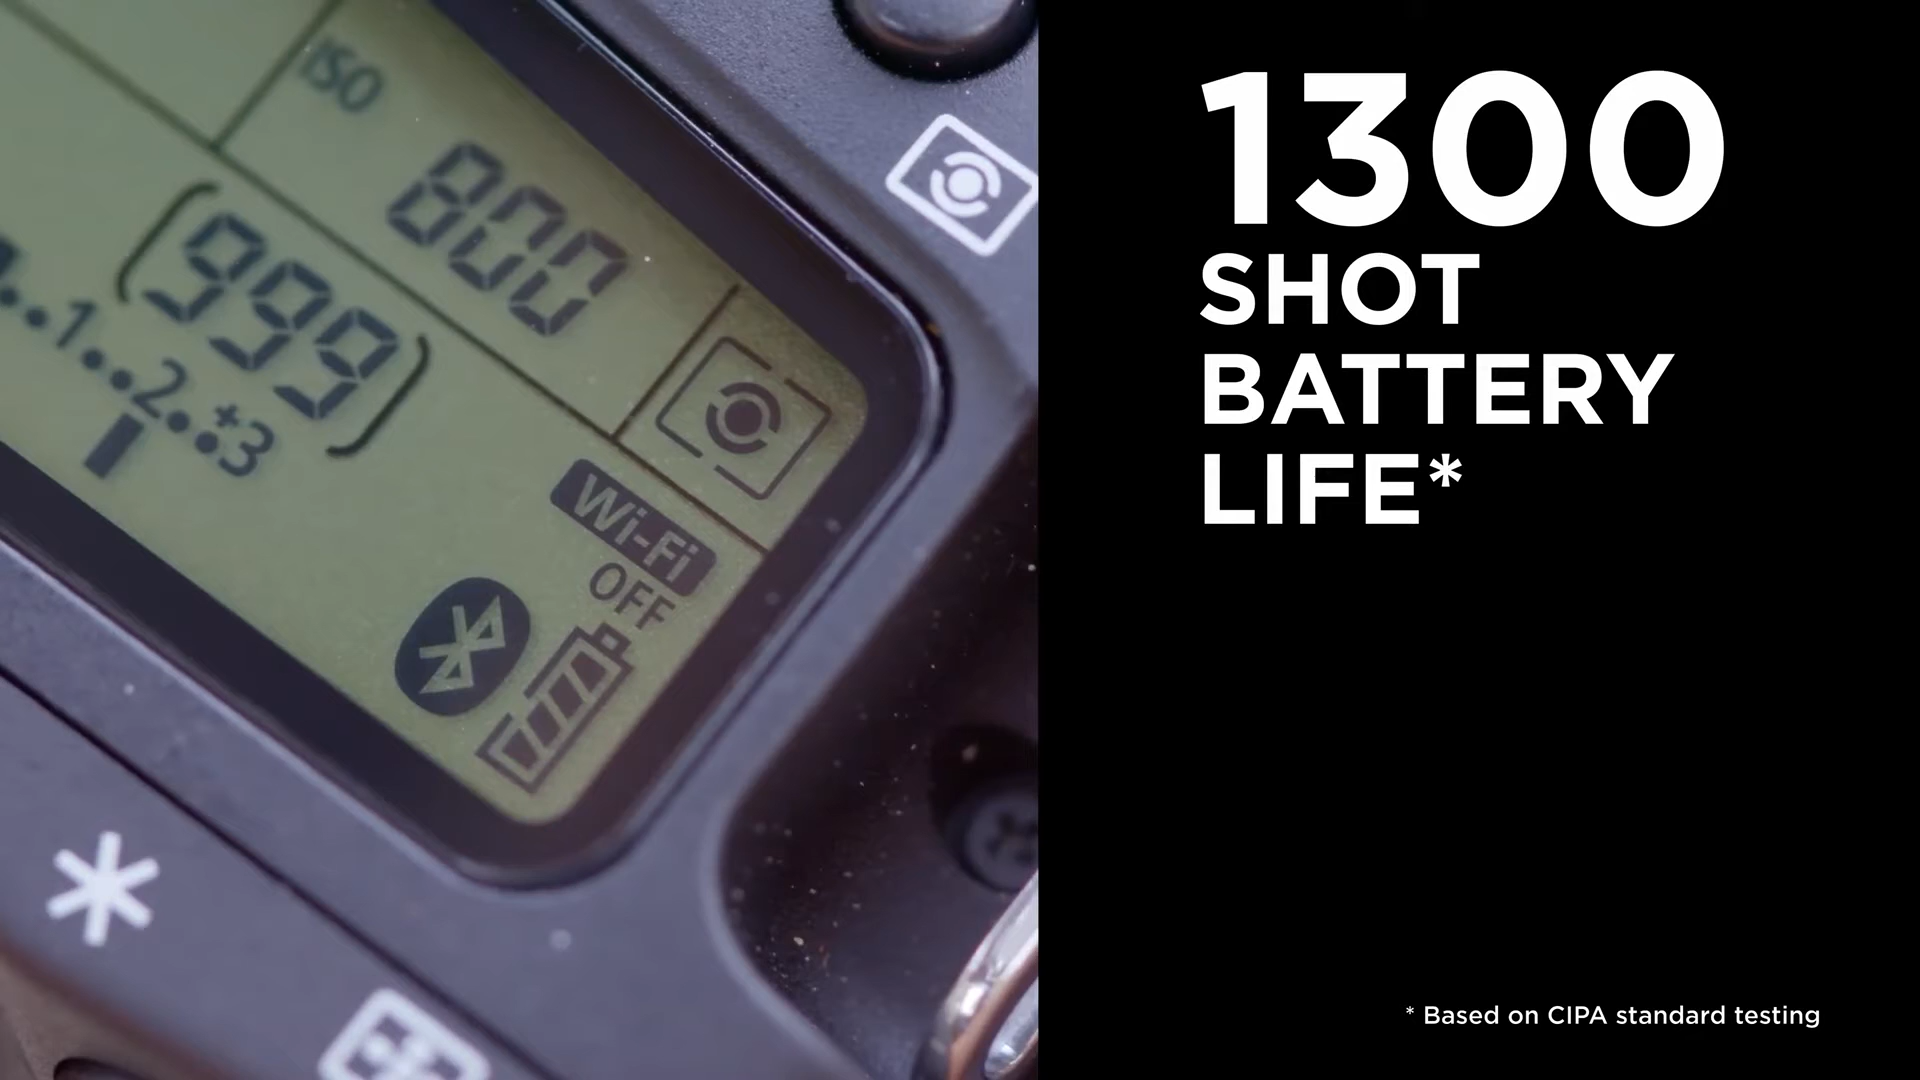 ISO
800
(999)
1..2..+3
Wi-Fi
OFF
1300
SHOT
BATTERY
LIFE*
* Based on CIPA standard testing